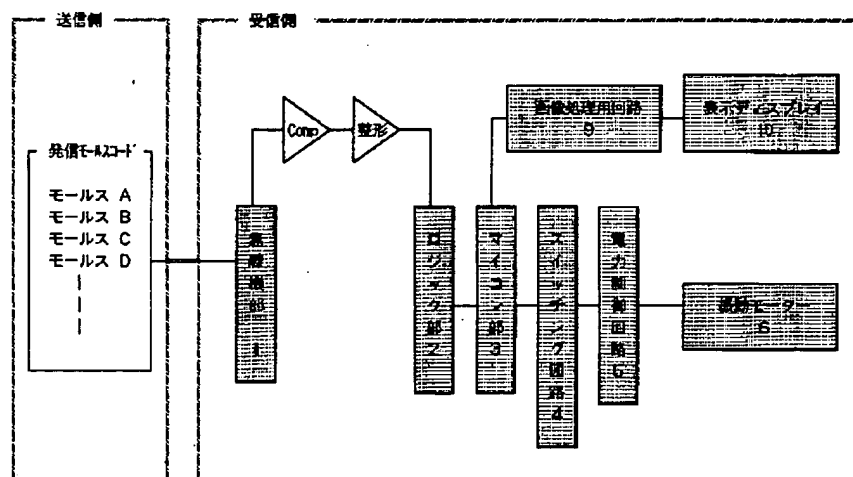 送信側
受信側
発信モールスコード
モールス A
モールス B
モールス C
モールス D
Comp
整形
画像処理用回路
9
表示ディスプレイ
10
1
ロジック部2
マイコン部3
スイッチング回路4
電力制御回路5
振動モーター
6